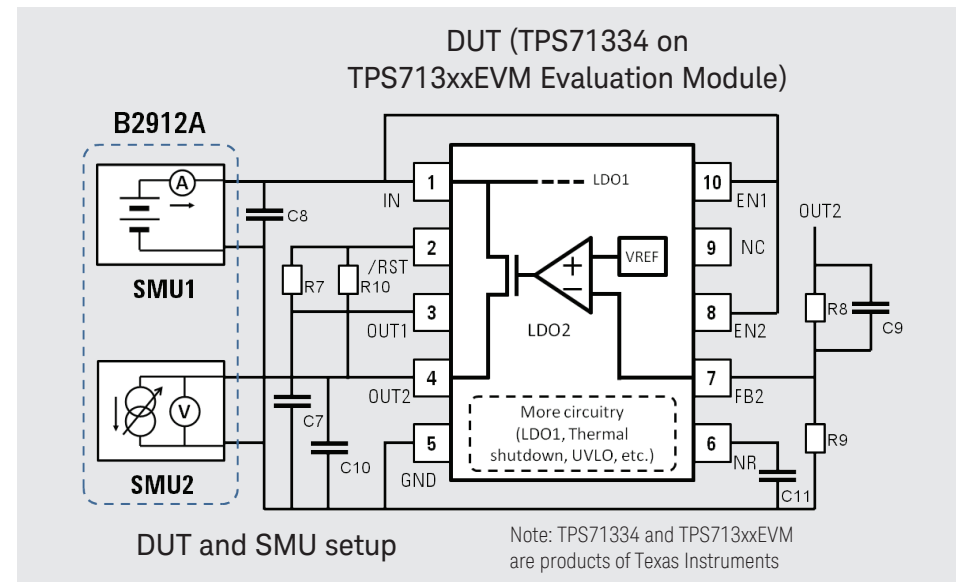 DUT (TPS71334 on
TPS713xxEVM Evaluation Module)
B2912A
A
SMU1
V
SMU2
C8
R7
/RST
R10
C7
C10
IN
OUT1
OUT2
GND
1
2
3
4
5
LDO1
VREF
+
−
LDO2
More circuitry
(LDO1, Thermal
shutdown, UVLO, etc.)
10
9
8
7
6
EN1
NC
EN2
FB2
NR
C11
OUT2
R8
C9
R9
DUT and SMU setup
Note: TPS71334 and TPS713xxEVM
are products of Texas Instruments